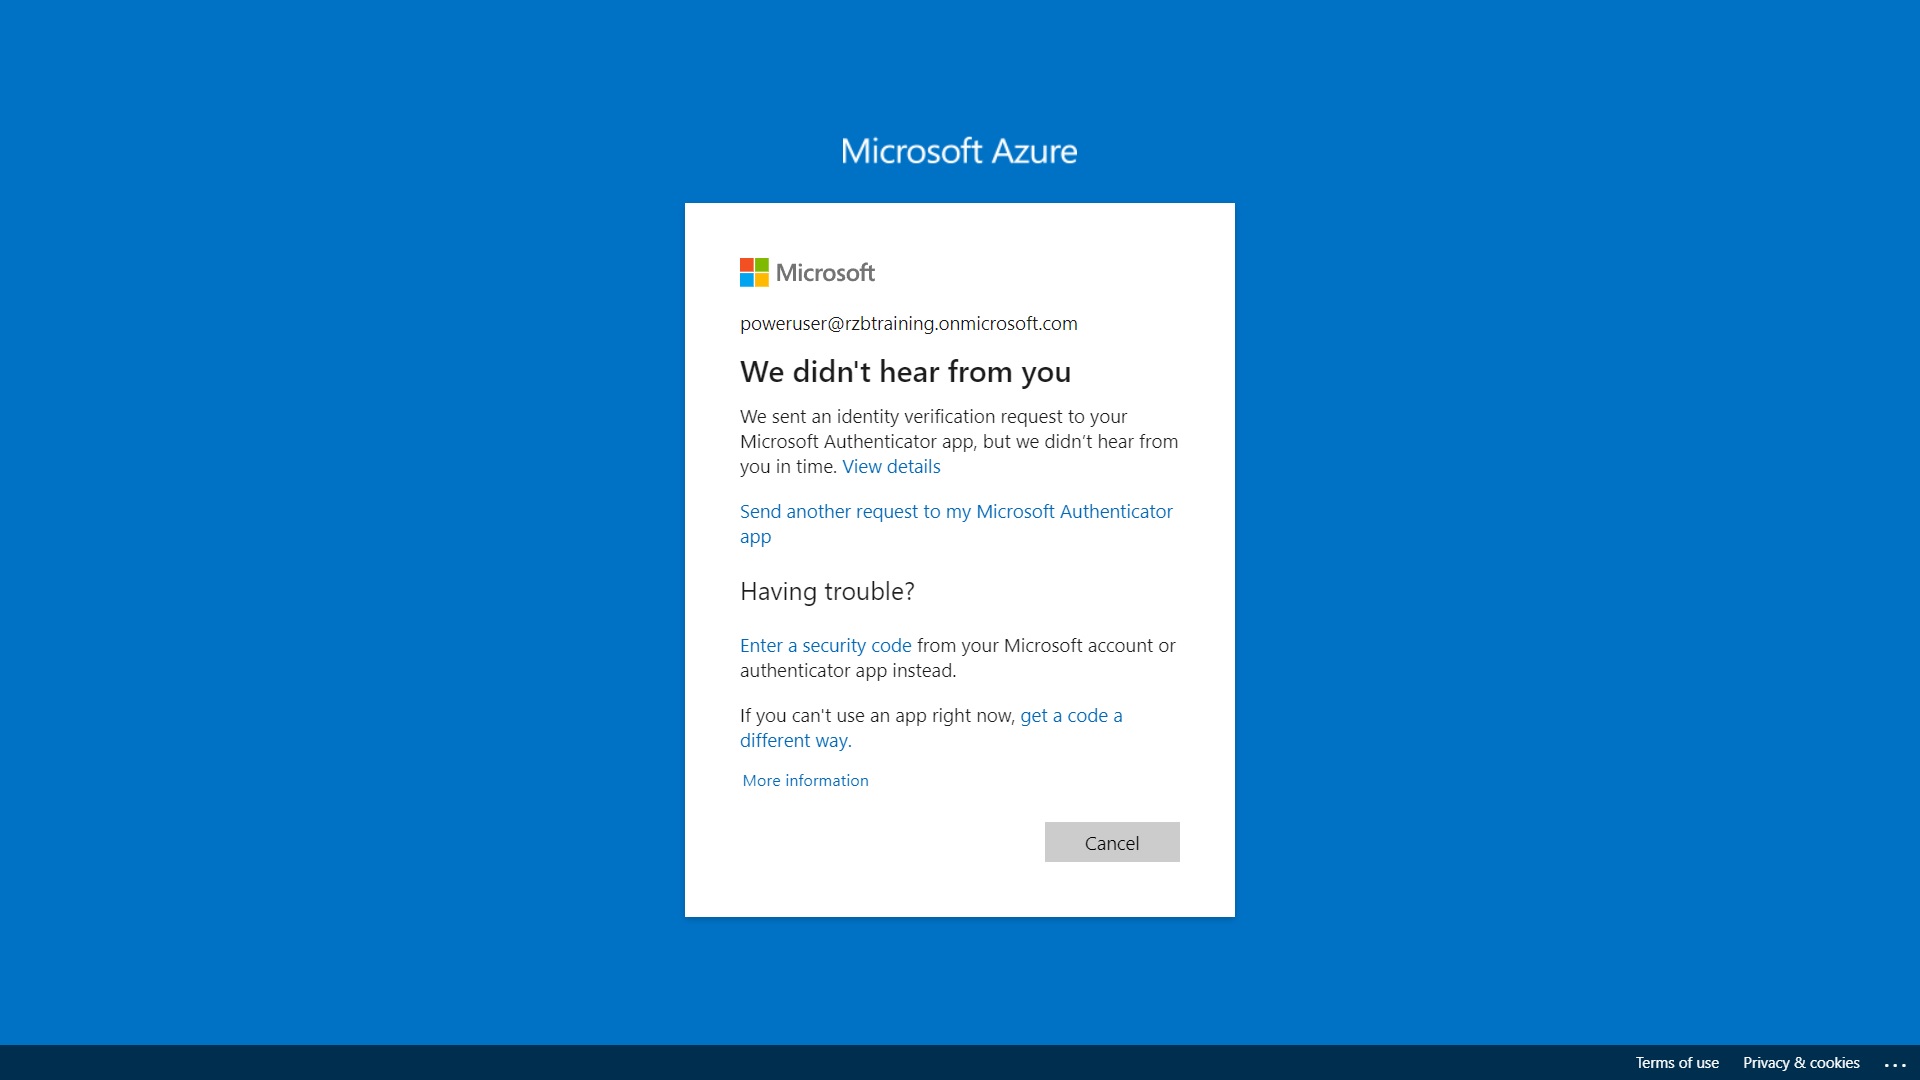 Microsoft Azure
Microsoft
poweruser@rzbtraining.onmicrosoft.com
We didn't hear from you
We sent an identity verification request to your
Microsoft Authenticator app, but we didn’t hear from
you in time. View details
Send another request to my Microsoft Authenticator
app
Having trouble?
Enter a security code from your Microsoft account or
authenticator app instead.
If you can't use an app right now, get a code a
different way.
More information
Cancel
Terms of use Privacy & cookies ...